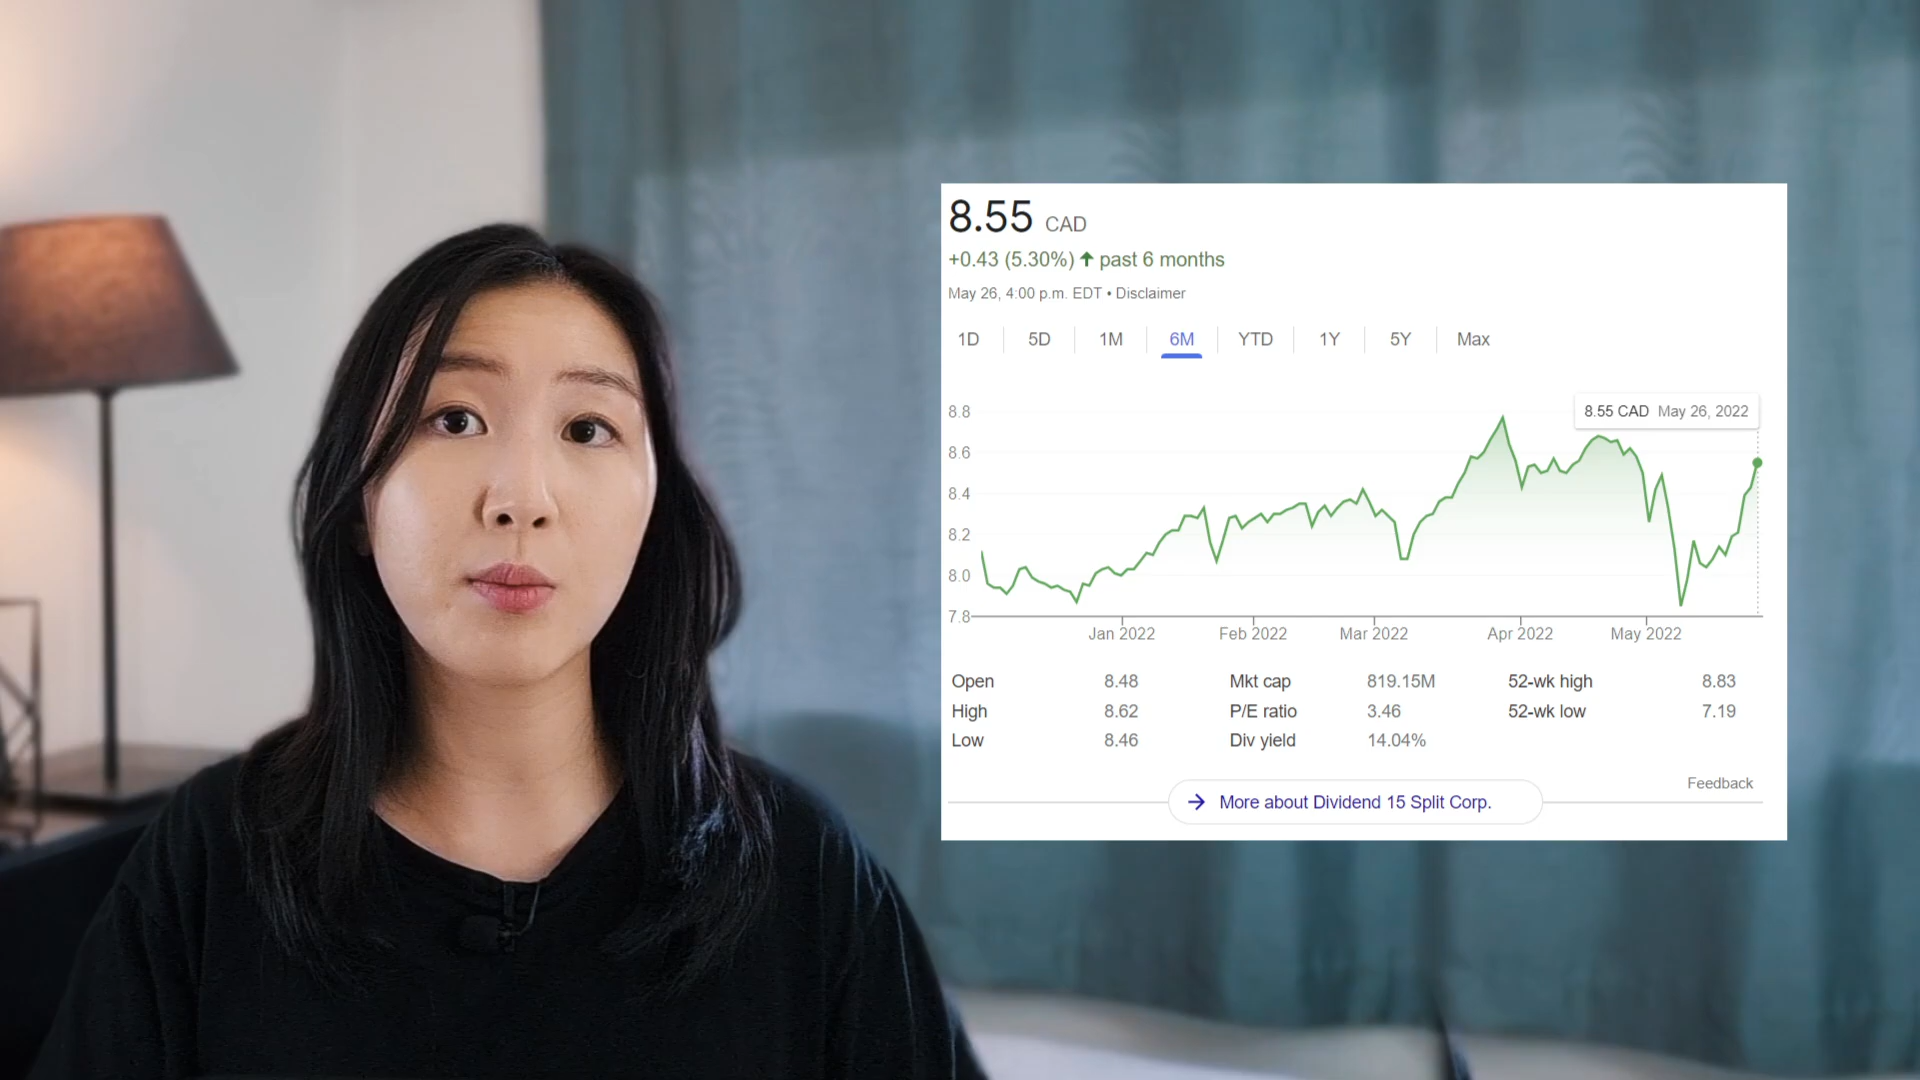 8.55 CAD
+0.43 (5.30%) ↑ past 6 months
May 26, 4:00 p.m. EDT • Disclaimer
1D 5D 1M 6M YTD 1Y 5Y Max
8.55 CAD May 26, 2022
8.8
8.6
8.4
8.2
8.0
7.8
Jan 2022 Feb 2022 Mar 2022 Apr 2022 May 2022
Open 8.48 Mkt cap 819.15M 52-wk high 8.83
High 8.62 P/E ratio 3.46 52-wk low 7.19
Low 8.46 Div yield 14.04%
Feedback
→ More about Dividend 15 Split Corp.